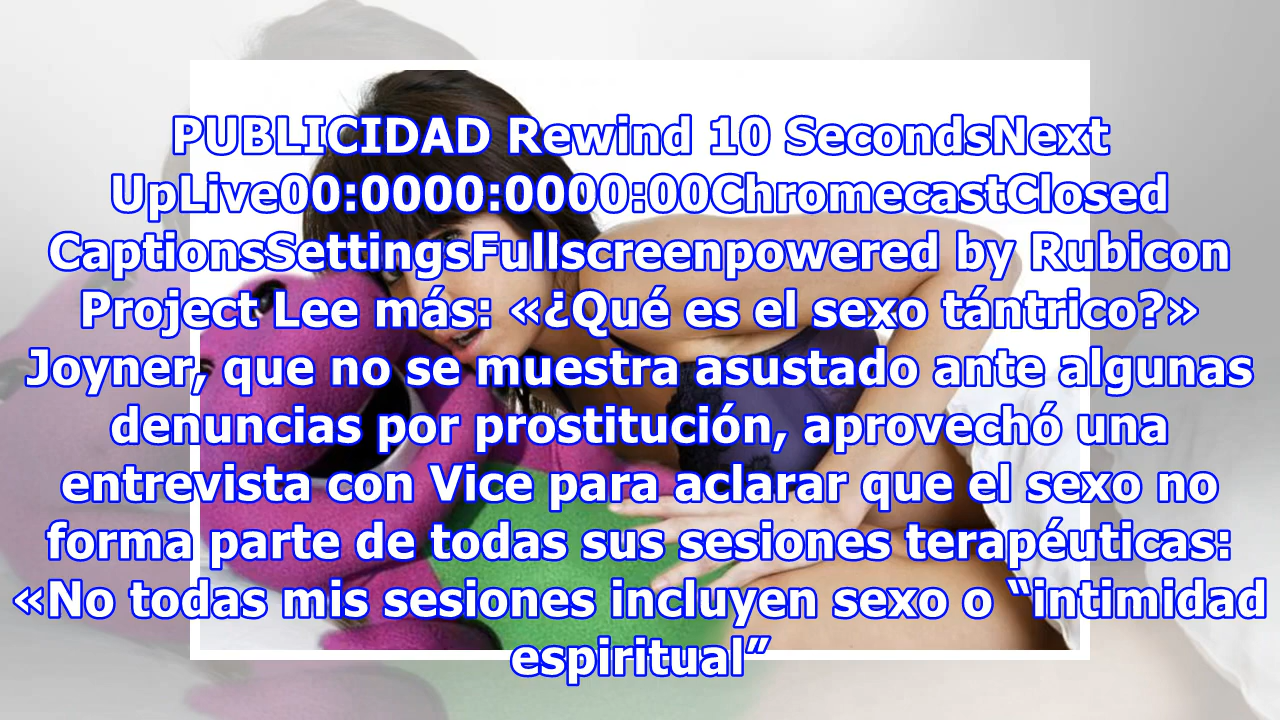 PUBLICIDAD Rewind 10 SecondsNext
UpLive00:0000:0000:00ChromecastClosed
CaptionsSettingsFullscreenpowered by Rubicon
Project Lee más: «¿Qué es el sexo tántrico?»
Joyner, que no se muestra asustado ante algunas
denuncias por prostitución, aprovechó una
entrevista con Vice para aclarar que el sexo no
forma parte de todas sus sesiones terapéuticas:
«No todas mis sesiones incluyen sexo o “intimidad
espiritual”